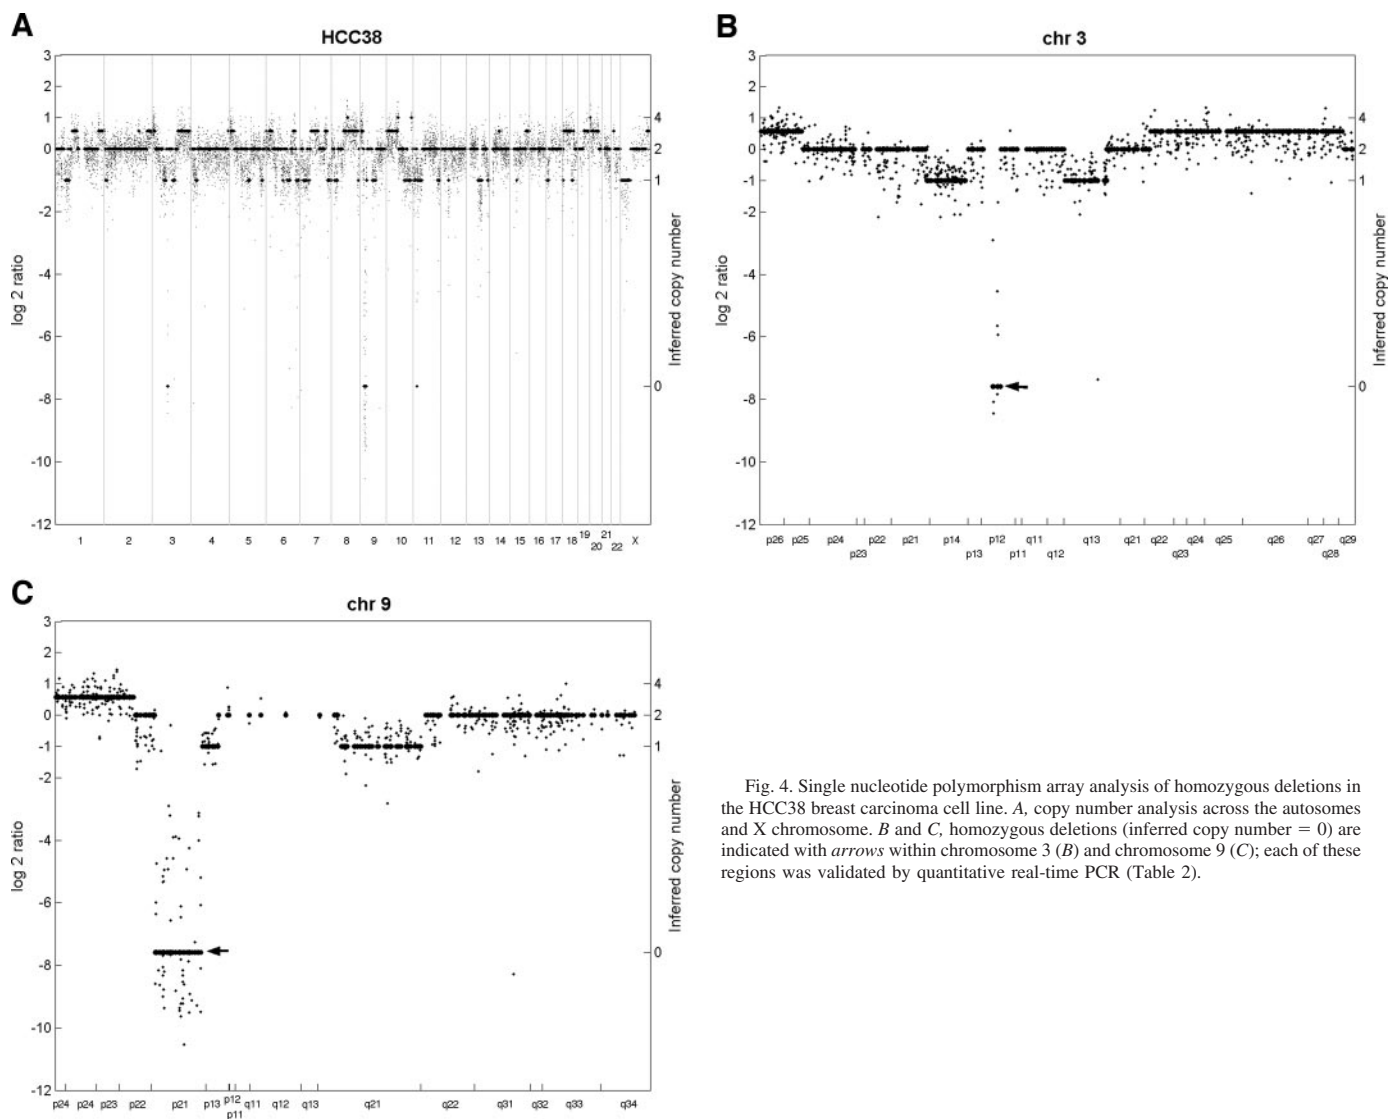 A
HCC38
3
2
1
0
-1
-2
-4
-6
-8
-10
-12
log 2 ratio
4
2
1
0
Inferred copy number
1 2 3 4 5 6 7 8 9 10 11 12 13 14 15 16 17 18 19 20 21 22 X
B
chr 3
3
2
1
0
-1
-2
-4
-6
-8
-10
-12
log 2 ratio
4
2
1
0
Inferred copy number
p26 p25 p24 p23 p22 p21 p14 p13 p12 p11 q11 q12 q13 q21 q22 q23 q24 q25 q26 q27 q28 q29
C
chr 9
3
2
1
0
-1
-2
-4
-6
-8
-10
-12
log 2 ratio
4
2
1
0
Inferred copy number
p24 p24 p23 p22 p21 p13 p12 p11 q11 q12 q13 q21 q22 q31 q32 q33 q34
Fig. 4. Single nucleotide polymorphism array analysis of homozygous deletions in
the HCC38 breast carcinoma cell line. A, copy number analysis across the autosomes
and X chromosome. B and C, homozygous deletions (inferred copy number = 0) are
indicated with arrows within chromosome 3 (B) and chromosome 9 (C); each of these
regions was validated by quantitative real-time PCR (Table 2).